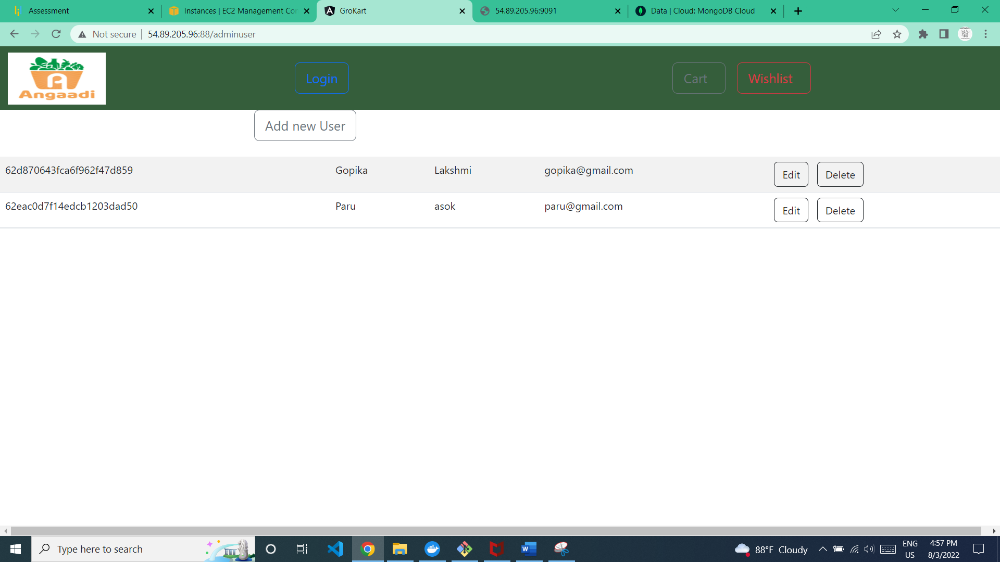 Assessment
Instances | EC2 Management Con
GroKart
54.89.205.96:9091
Data | Cloud: MongoDB Cloud
Not secure | 54.89.205.96:88/adminuser
Angaadi
Login
Cart
Wishlist
Add new User
62d870643fca6f962f47d859 Gopika Lakshmi gopika@gmail.com Edit Delete
62eac0d7f14edcb1203dad50 Paru asok paru@gmail.com Edit Delete
Type here to search
88°F Cloudy
ENG
US
4:57 PM
8/3/2022